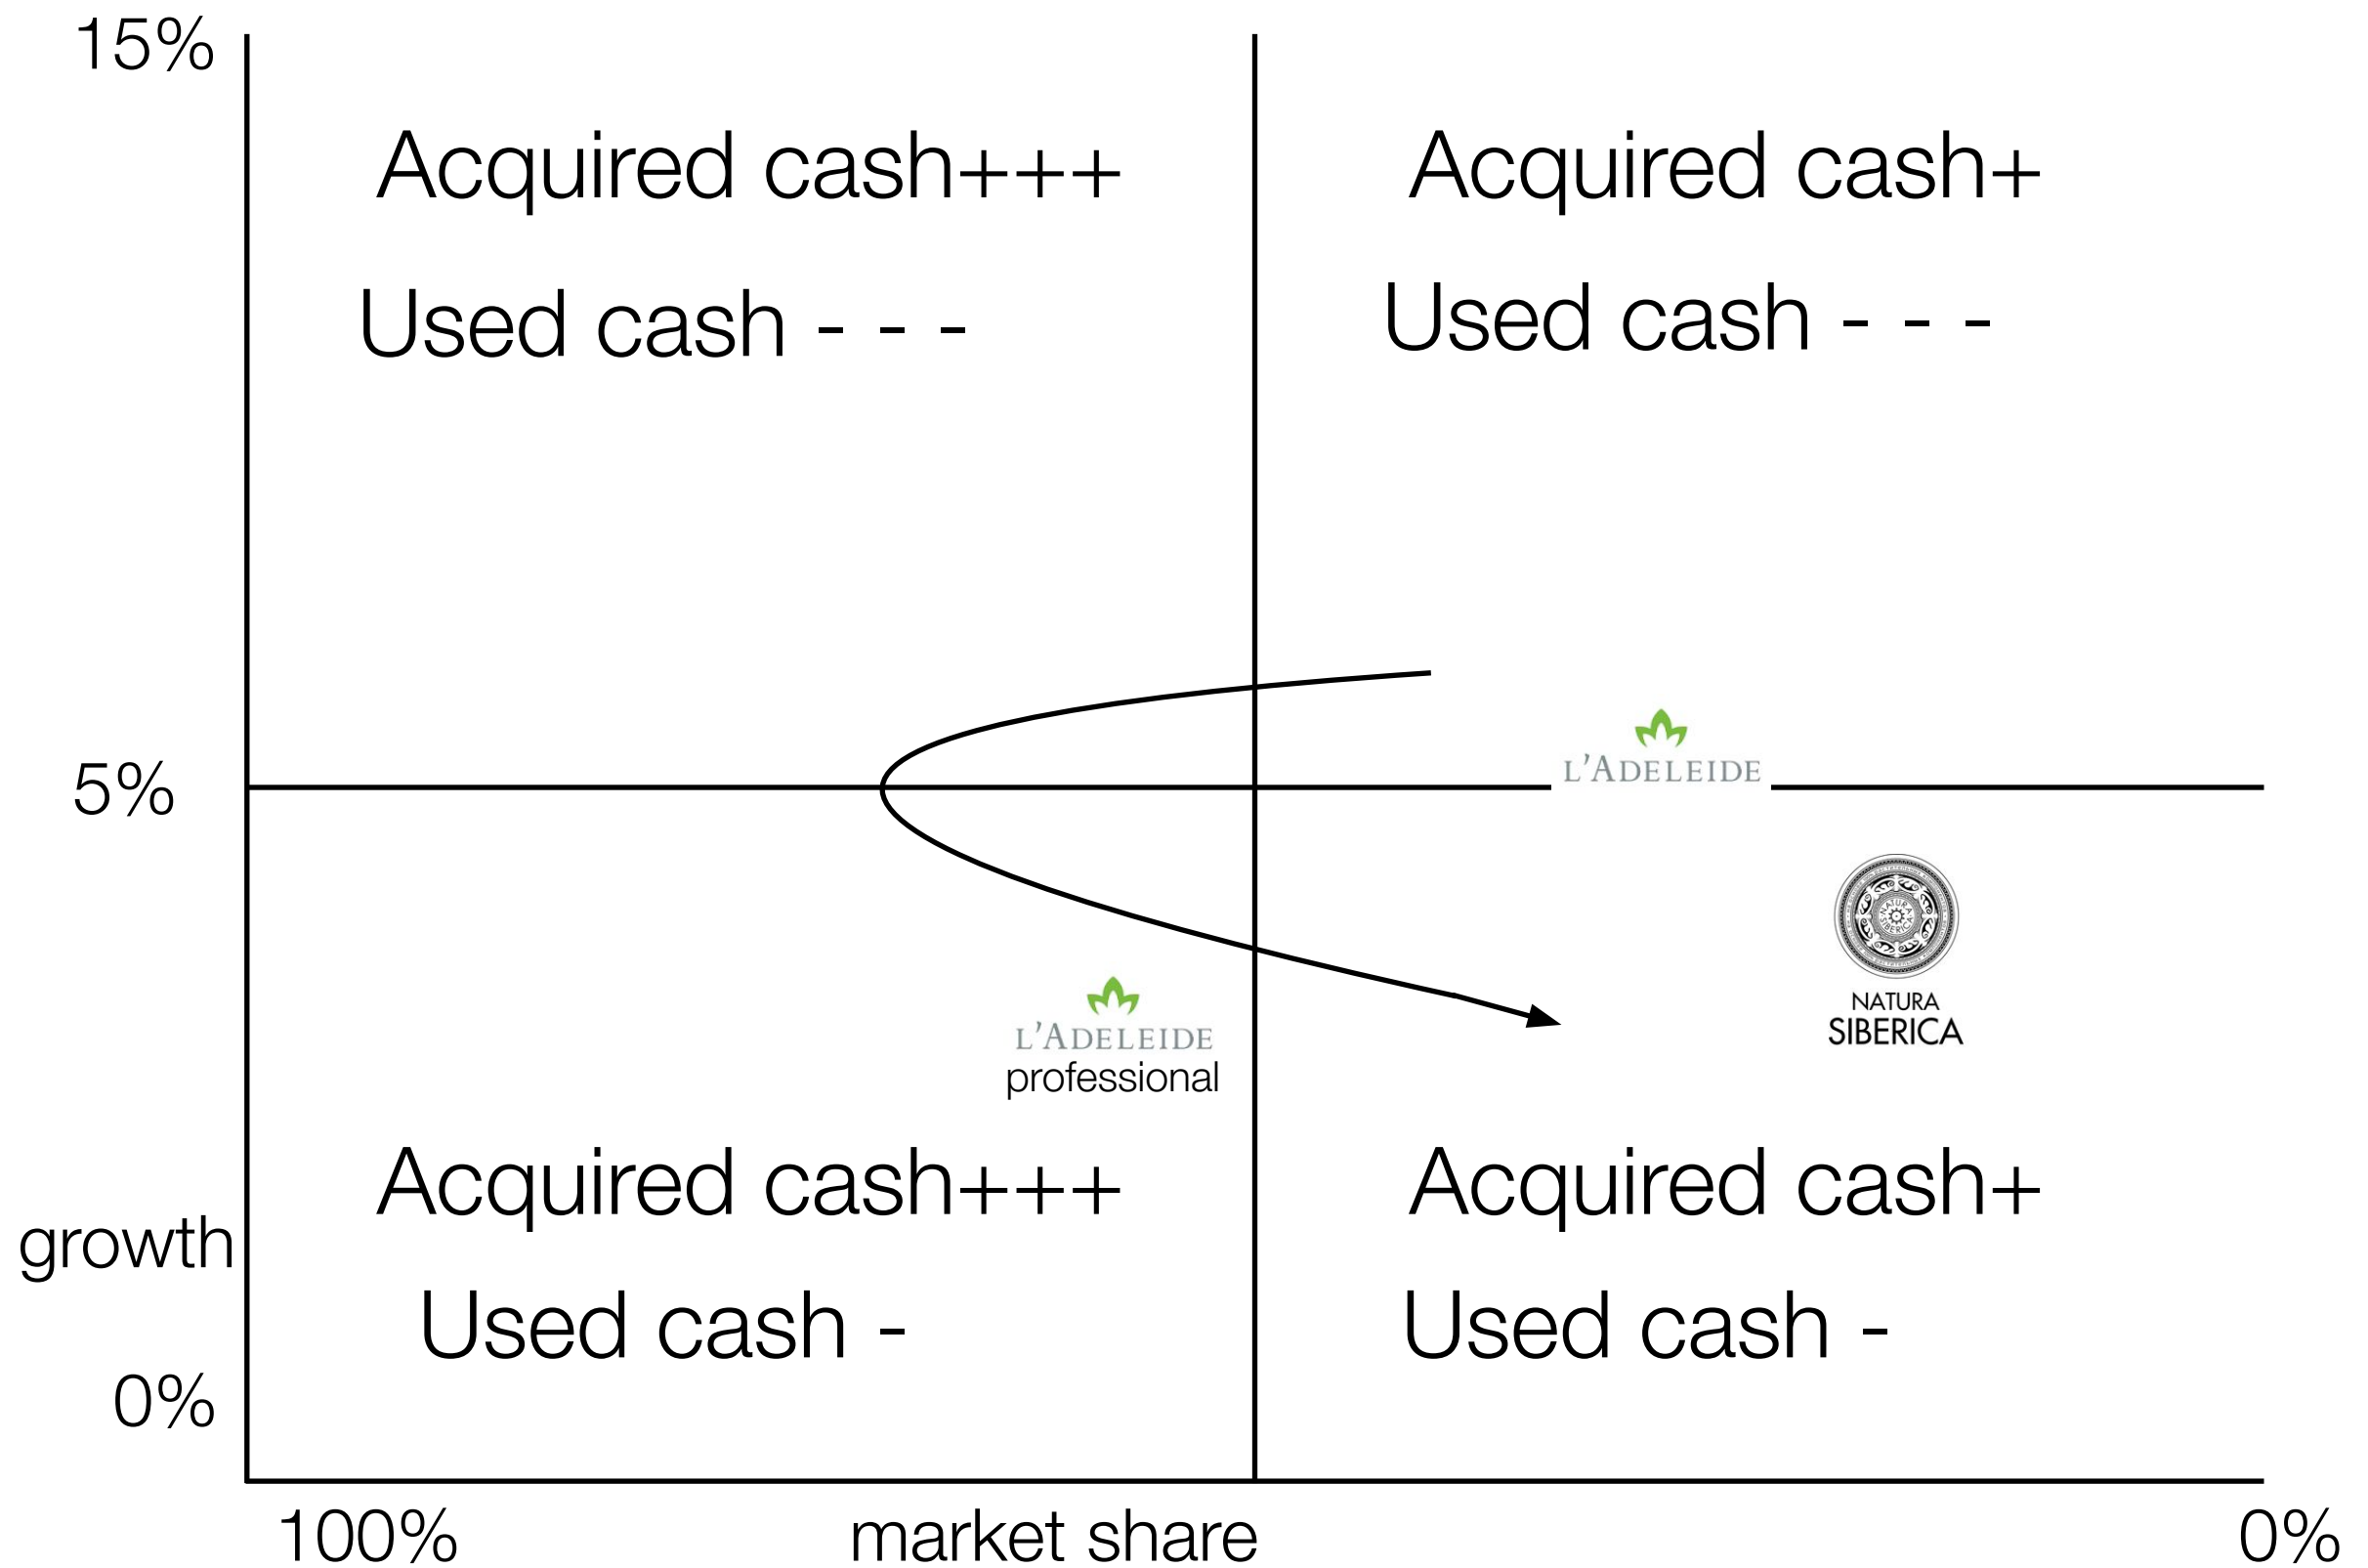 15%
Acquired cash+++
Acquired cash+
Used cash - - -
Used cash - - -
L'ADELEIDE
5%
NATURA
SIBERICA
L'ADELEIDE
professional
Acquired cash+++
Acquired cash+
growth
Used cash -
Used cash -
0%
100%
market share
0%